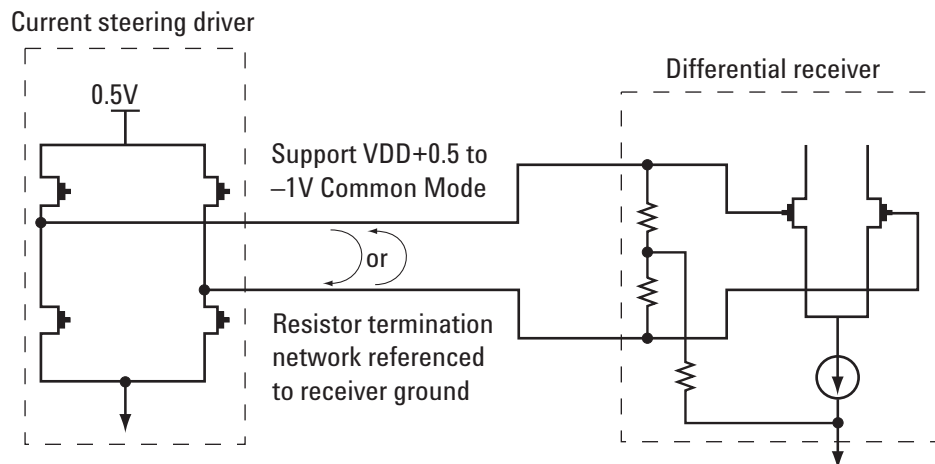 Current steering driver
0.5V
Support VDD+0.5 to
–1V Common Mode
or
Resistor termination
network referenced
to receiver ground
Differential receiver